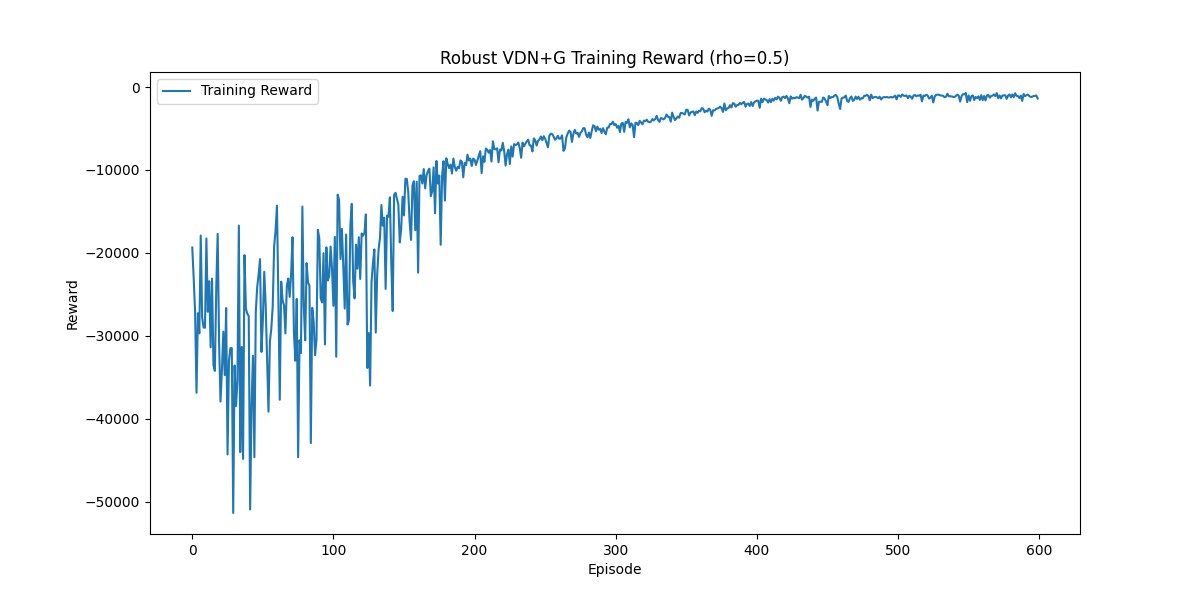 Robust VDN+G Training Reward (rho=0.5)
Training Reward
0
−10000
−20000
−30000
−40000
−50000
Reward
0 100 200 300 400 500 600
Episode